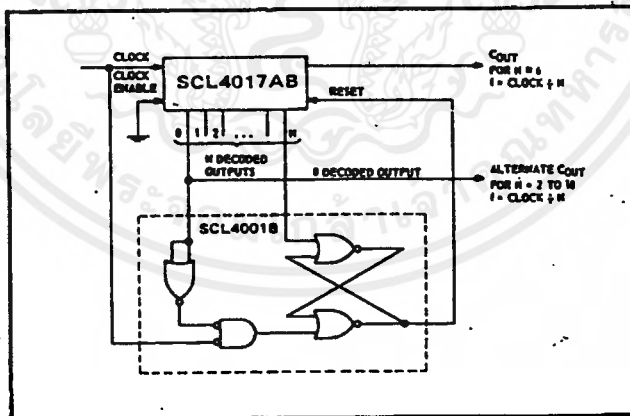 CLOCK
CLOCK
ENABLE
SCL4017AB
COUT
FOR N ≥ 6
f = CLOCK ÷ N
RESET
0 1 2 ... N
N DECODED
OUTPUTS
0 DECODED OUTPUT
ALTERNATE COUT
FOR N = 2 TO 10
f = CLOCK ÷ N
SCL4001B